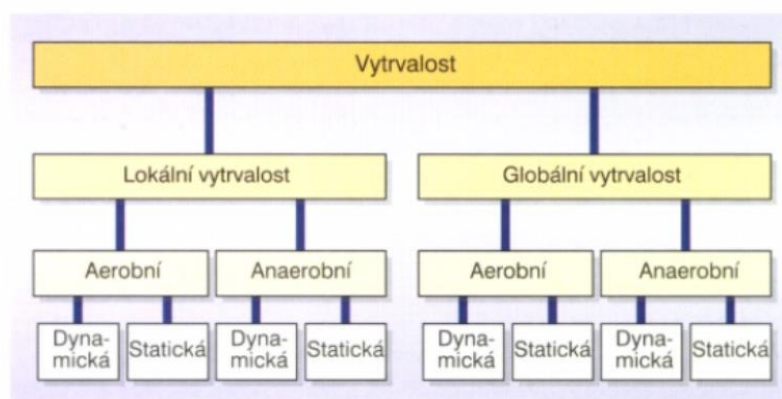 Vytrvalost
Lokální vytrvalost
Globální vytrvalost
Aerobní
Anaerobní
Aerobní
Anaerobní
Dyna-
mická
Statická
Dyna-
mická
Statická
Dyna-
mická
Statická
Dyna-
mická
Statická